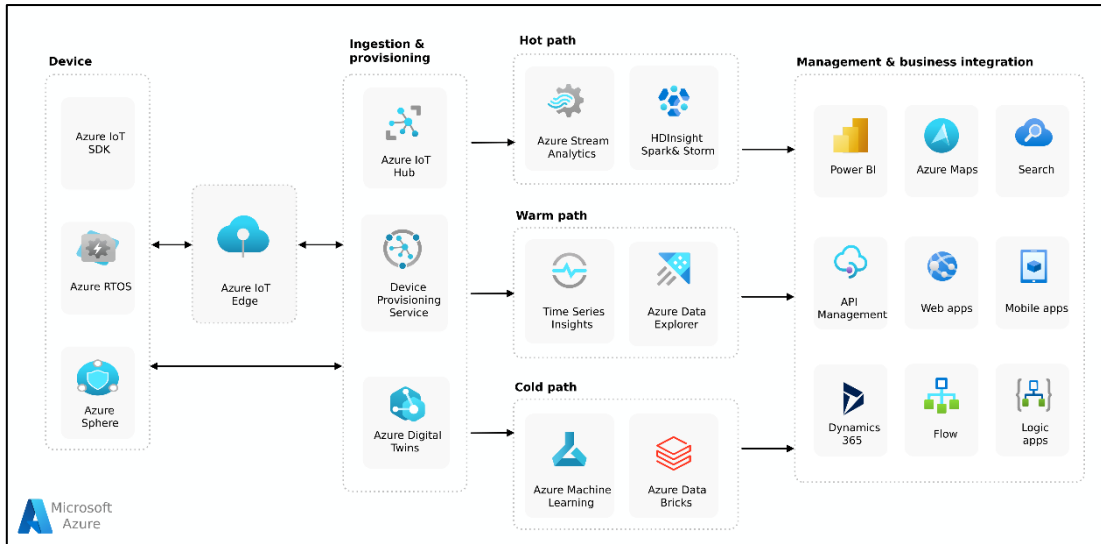 Device
Azure IoT
SDK
Azure RTOS
Azure
Sphere
Azure IoT
Edge
Ingestion &
provisioning
Azure IoT
Hub
Device
Provisioning
Service
Azure Digital
Twins
Hot path
Azure Stream
Analytics
HDInsight
Spark& Storm
Warm path
Time Series
Insights
Azure Data
Explorer
Cold path
Azure Machine
Learning
Azure Data
Bricks
Management & business integration
Power BI
Azure Maps
Search
API
Management
Web apps
Mobile apps
Dynamics
365
Flow
Logic
apps
Microsoft
Azure